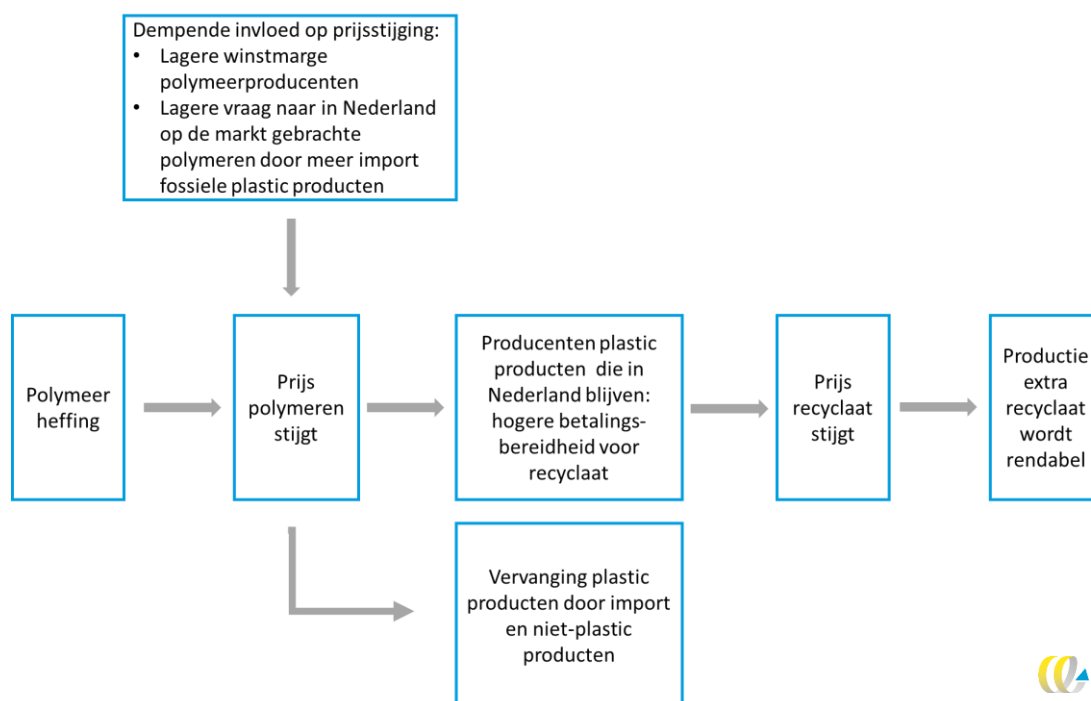 Dempende invloed op prijsstijging:
• Lagere winstmarge
polymeerproducenten
• Lagere vraag naar in Nederland
op de markt gebrachte
polymeren door meer import
fossiele plastic producten
Polymeer
heffing
Prijs
polymeren
stijgt
Producenten plastic
producten die in
Nederland blijven:
hogere betalings-
bereidheid voor
recyclaat
Prijs
recyclaat
stijgt
Productie
extra
recyclaat
wordt
rendabel
Vervanging plastic
producten door import
en niet-plastic
producten